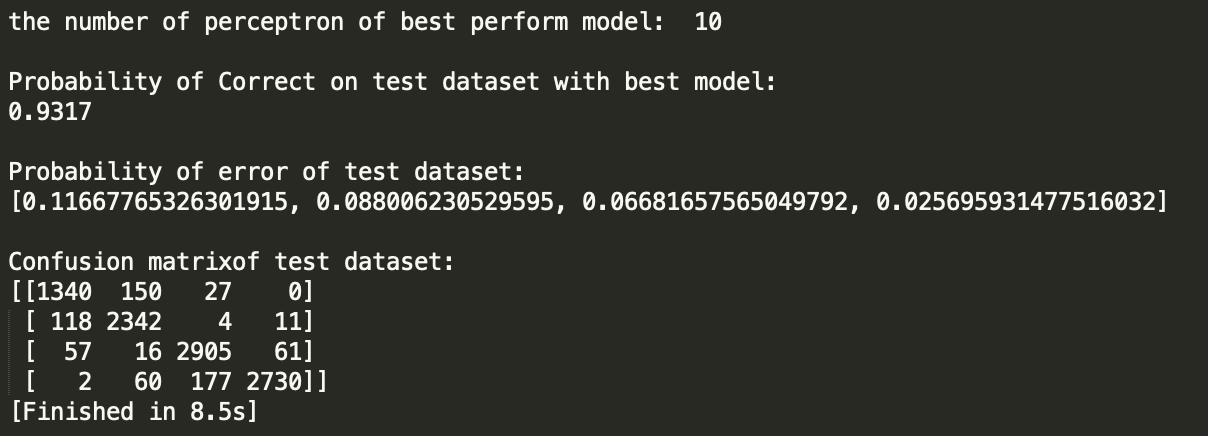 the number of perceptron of best perform model:  10
Probability of Correct on test dataset with best model:
0.9317
Probability of error of test dataset:
[0.11667765326301915, 0.088006230529595, 0.06681657565049792, 0.025695931477516032]
Confusion matrixof test dataset:
[[1340  150   27    0]
 [ 118 2342    4   11]
 [  57   16 2905   61]
 [   2   60  177 2730]]
[Finished in 8.5s]